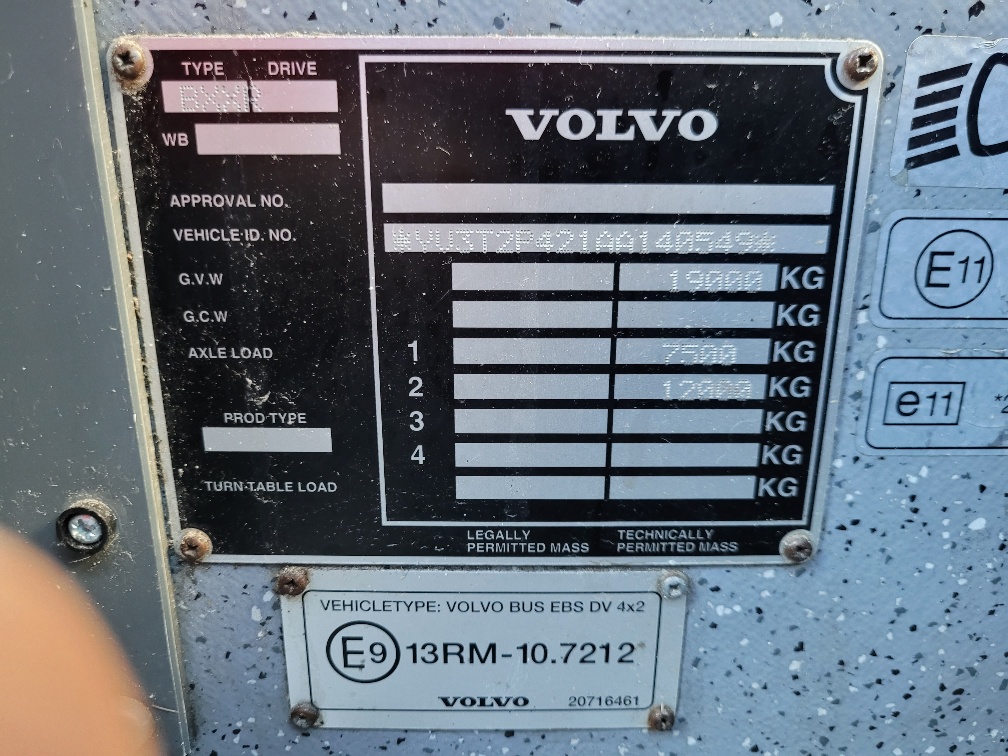 TYPE DRIVE
BXXR
WB
VOLVO
APPROVAL NO.
VEHICLE ID. NO. *YV3T2P421AA140549*
G.V.W 19000 KG
G.C.W KG
AXLE LOAD 1 7500 KG
2 12000 KG
3 KG
PROD TYPE
4 KG
TURN TABLE LOAD KG
LEGALLY PERMITTED MASS
TECHNICALLY PERMITTED MASS
E11
e11
VEHICLETYPE: VOLVO BUS EBS DV 4x2
E9 13RM-10.7212
VOLVO 20716461